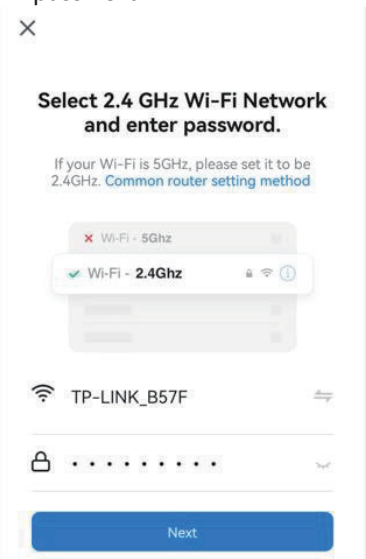 Select 2.4 GHz Wi-Fi Network
and enter password.
If your Wi-Fi is 5GHz, please set it to be
2.4GHz. Common router setting method
Wi-Fi - 5Ghz
Wi-Fi - 2.4Ghz
TP-LINK_B57F
Next